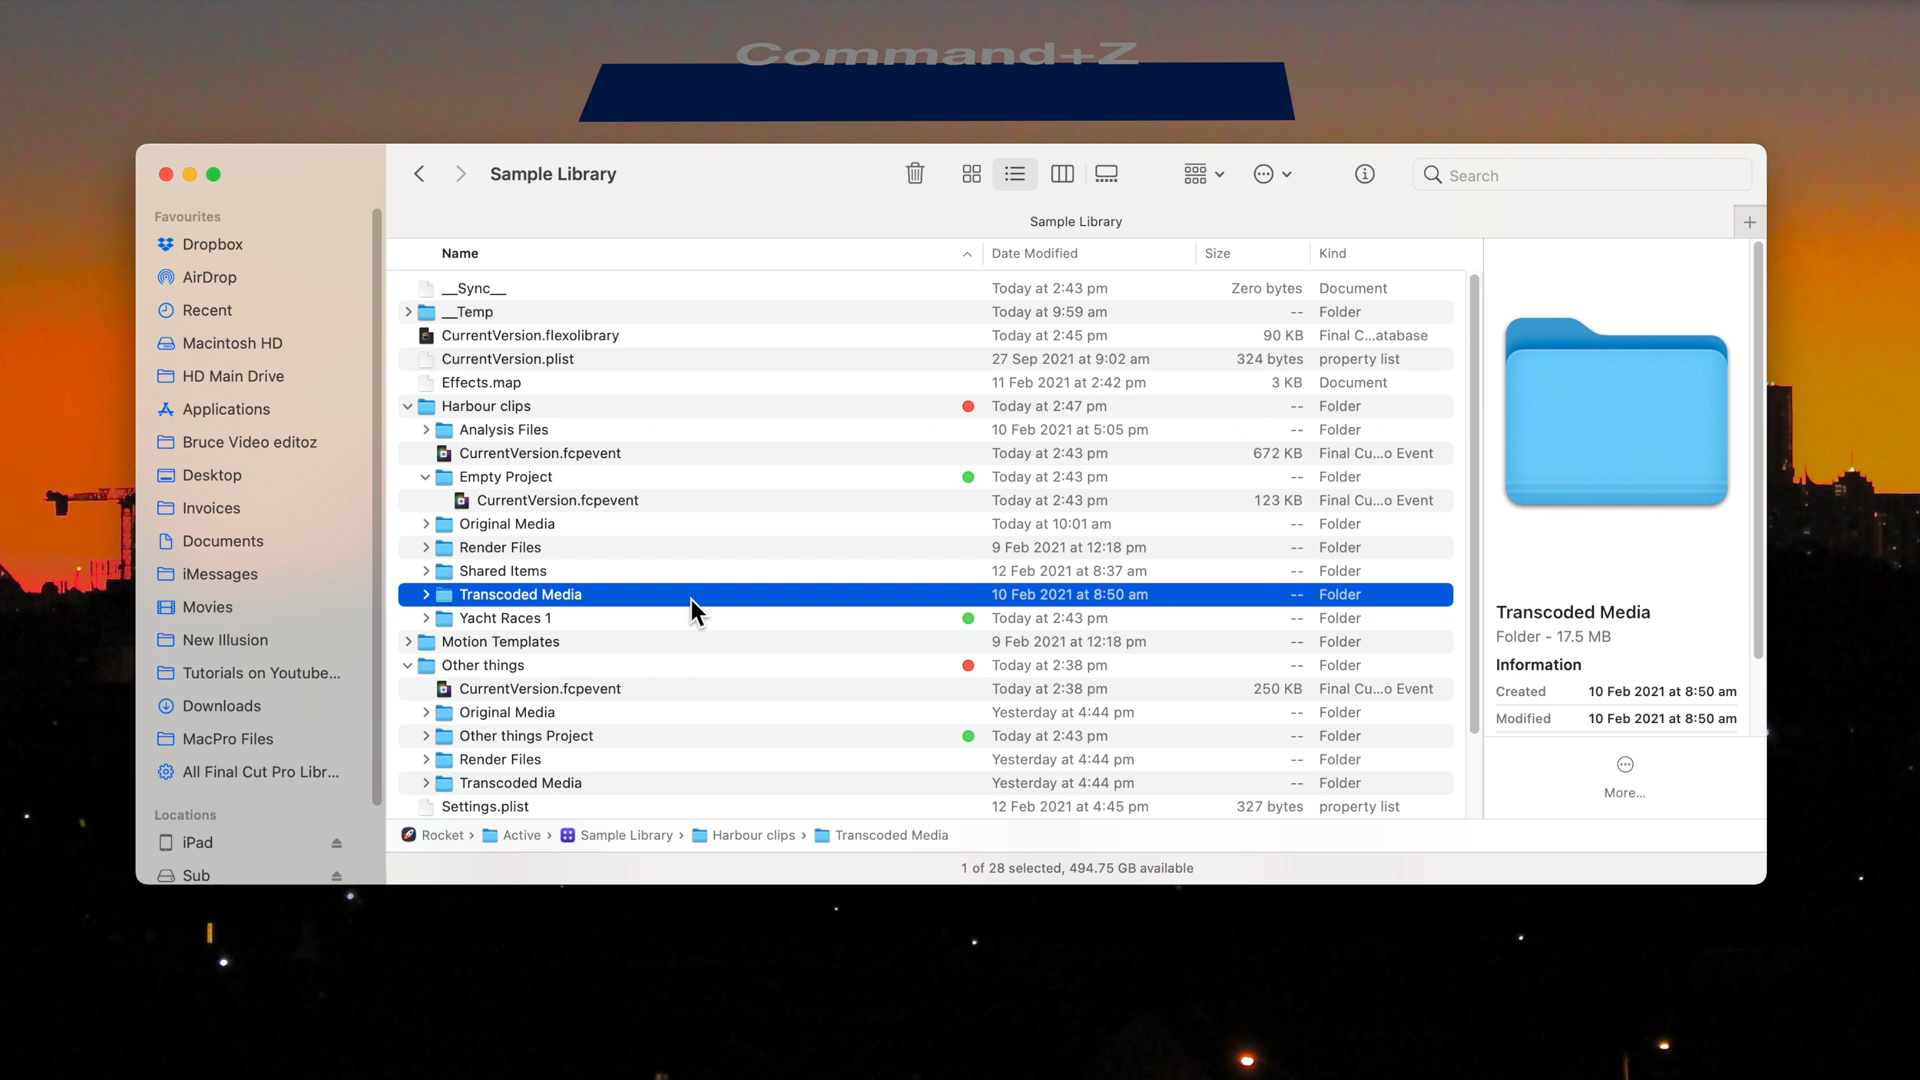 Command+Z
Sample Library
Search
Sample Library
Favourites
Dropbox
AirDrop
Recent
Macintosh HD
HD Main Drive
Applications
Bruce Video editoz
Desktop
Invoices
Documents
iMessages
Movies
New Illusion
Tutorials on Youtube...
Downloads
MacPro Files
All Final Cut Pro Libr...
Locations
iPad
Sub
Name Date Modified Size Kind
__Sync__ Today at 2:43 pm Zero bytes Document
__Temp Today at 9:59 am -- Folder
CurrentVersion.flexolibrary Today at 2:45 pm 90 KB Final C...atabase
CurrentVersion.plist 27 Sep 2021 at 9:02 am 324 bytes property list
Effects.map 11 Feb 2021 at 2:42 pm 3 KB Document
Harbour clips Today at 2:47 pm -- Folder
Analysis Files 10 Feb 2021 at 5:05 pm -- Folder
CurrentVersion.fcpevent Today at 2:43 pm 672 KB Final Cu...o Event
Empty Project Today at 2:43 pm -- Folder
CurrentVersion.fcpevent Today at 2:43 pm 123 KB Final Cu...o Event
Original Media Today at 10:01 am -- Folder
Render Files 9 Feb 2021 at 12:18 pm -- Folder
Shared Items 12 Feb 2021 at 8:37 am -- Folder
Transcoded Media 10 Feb 2021 at 8:50 am -- Folder
Yacht Races 1 Today at 2:43 pm -- Folder
Motion Templates 9 Feb 2021 at 12:18 pm -- Folder
Other things Today at 2:38 pm -- Folder
CurrentVersion.fcpevent Today at 2:38 pm 250 KB Final Cu...o Event
Original Media Yesterday at 4:44 pm -- Folder
Other things Project Today at 2:43 pm -- Folder
Render Files Yesterday at 4:44 pm -- Folder
Transcoded Media Yesterday at 4:44 pm -- Folder
Settings.plist 12 Feb 2021 at 4:45 pm 327 bytes property list
Transcoded Media
Folder - 17.5 MB
Information
Created 10 Feb 2021 at 8:50 am
Modified 10 Feb 2021 at 8:50 am
More...
Rocket › Active › Sample Library › Harbour clips › Transcoded Media
1 of 28 selected, 494.75 GB available